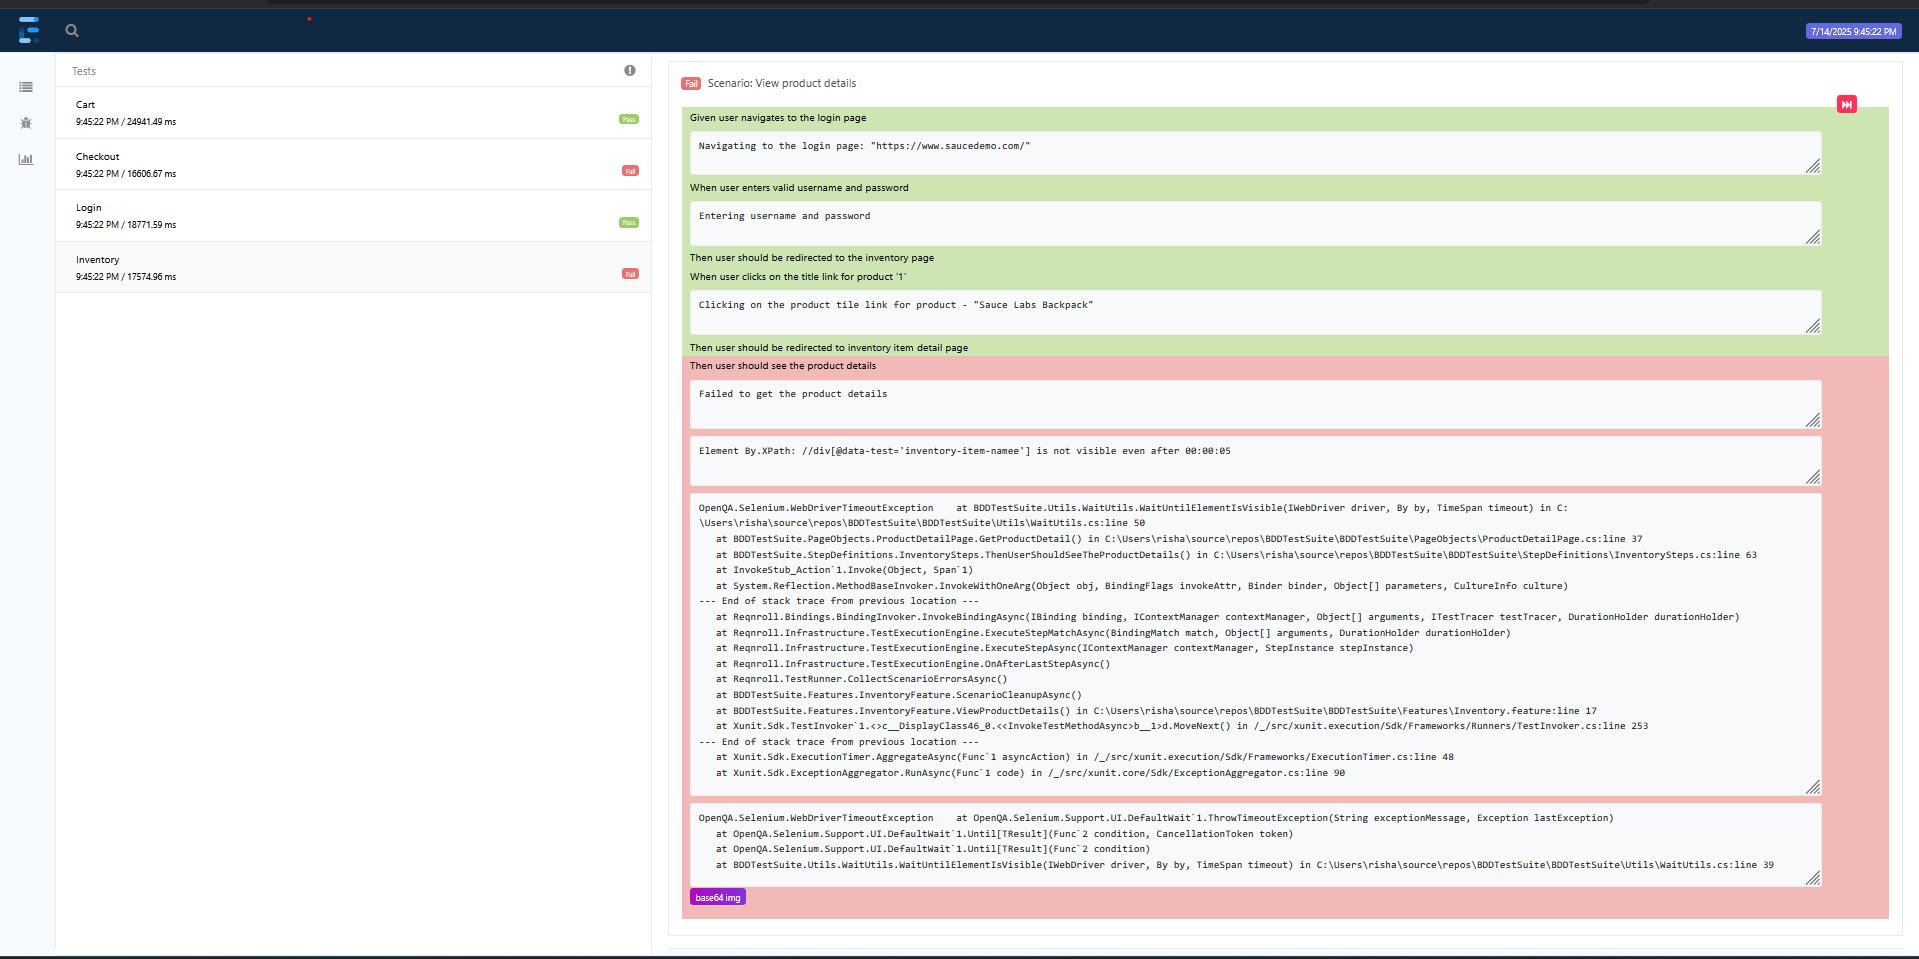 7/14/2025 9:45:22 PM
Tests
Cart
9:45:22 PM / 24941.49 ms
Pass
Checkout
9:45:22 PM / 16606.67 ms
Fail
Login
9:45:22 PM / 18771.59 ms
Pass
Inventory
9:45:22 PM / 17574.96 ms
Fail
Fail Scenario: View product details
Given user navigates to the login page
Navigating to the login page: "https://www.saucedemo.com/"
When user enters valid username and password
Entering username and password
Then user should be redirected to the inventory page
When user clicks on the title link for product '1'
Clicking on the product tile link for product - "Sauce Labs Backpack"
Then user should be redirected to inventory item detail page
Then user should see the product details
Failed to get the product details
Element By.XPath: //div[@data-test='inventory-item-namee'] is not visible even after 00:00:05
OpenQA.Selenium.WebDriverTimeoutException    at BDDTestSuite.Utils.WaitUtils.WaitUntilElementIsVisible(IWebDriver driver, By by, TimeSpan timeout) in C:
\Users\risha\source\repos\BDDTestSuite\BDDTestSuite\Utils\WaitUtils.cs:line 50
   at BDDTestSuite.PageObjects.ProductDetailPage.GetProductDetail() in C:\Users\risha\source\repos\BDDTestSuite\BDDTestSuite\PageObjects\ProductDetailPage.cs:line 37
   at BDDTestSuite.StepDefinitions.InventorySteps.ThenUserShouldSeeTheProductDetails() in C:\Users\risha\source\repos\BDDTestSuite\BDDTestSuite\StepDefinitions\InventorySteps.cs:line 63
   at InvokeStub_Action`1.Invoke(Object, Span`1)
   at System.Reflection.MethodBaseInvoker.InvokeWithOneArg(Object obj, BindingFlags invokeAttr, Binder binder, Object[] parameters, CultureInfo culture)
--- End of stack trace from previous location ---
   at Reqnroll.Bindings.BindingInvoker.InvokeBindingAsync(IBinding binding, IContextManager contextManager, Object[] arguments, ITestTracer testTracer, DurationHolder durationHolder)
   at Reqnroll.Infrastructure.TestExecutionEngine.ExecuteStepMatchAsync(BindingMatch match, Object[] arguments, DurationHolder durationHolder)
   at Reqnroll.Infrastructure.TestExecutionEngine.ExecuteStepAsync(IContextManager contextManager, StepInstance stepInstance)
   at Reqnroll.Infrastructure.TestExecutionEngine.OnAfterLastStepAsync()
   at Reqnroll.TestRunner.CollectScenarioErrorsAsync()
   at BDDTestSuite.Features.InventoryFeature.ScenarioCleanupAsync()
   at BDDTestSuite.Features.InventoryFeature.ViewProductDetails() in C:\Users\risha\source\repos\BDDTestSuite\BDDTestSuite\Features\Inventory.feature:line 17
   at Xunit.Sdk.TestInvoker`1.<>c__DisplayClass46_0.<<InvokeTestMethodAsync>b__1>d.MoveNext() in /_/src/xunit.execution/Sdk/Frameworks/Runners/TestInvoker.cs:line 253
--- End of stack trace from previous location ---
   at Xunit.Sdk.ExecutionTimer.AggregateAsync(Func`1 asyncAction) in /_/src/xunit.execution/Sdk/Frameworks/ExecutionTimer.cs:line 48
   at Xunit.Sdk.ExceptionAggregator.RunAsync(Func`1 code) in /_/src/xunit.core/Sdk/ExceptionAggregator.cs:line 90
OpenQA.Selenium.WebDriverTimeoutException    at OpenQA.Selenium.Support.UI.DefaultWait`1.ThrowTimeoutException(String exceptionMessage, Exception lastException)
   at OpenQA.Selenium.Support.UI.DefaultWait`1.Until[TResult](Func`2 condition, CancellationToken token)
   at OpenQA.Selenium.Support.UI.DefaultWait`1.Until[TResult](Func`2 condition)
   at BDDTestSuite.Utils.WaitUtils.WaitUntilElementIsVisible(IWebDriver driver, By by, TimeSpan timeout) in C:\Users\risha\source\repos\BDDTestSuite\BDDTestSuite\Utils\WaitUtils.cs:line 39
base64 img